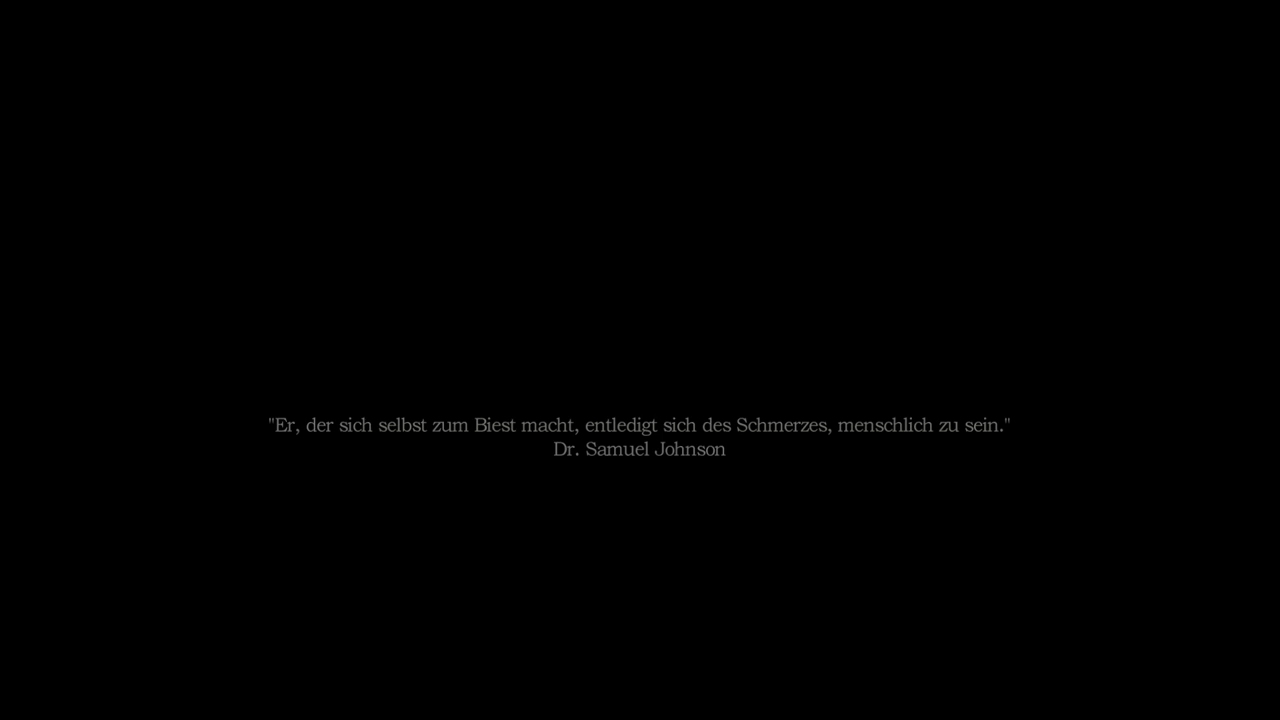 "Er, der sich selbst zum Biest macht, entledigt sich des Schmerzes, menschlich zu sein."
Dr. Samuel Johnson